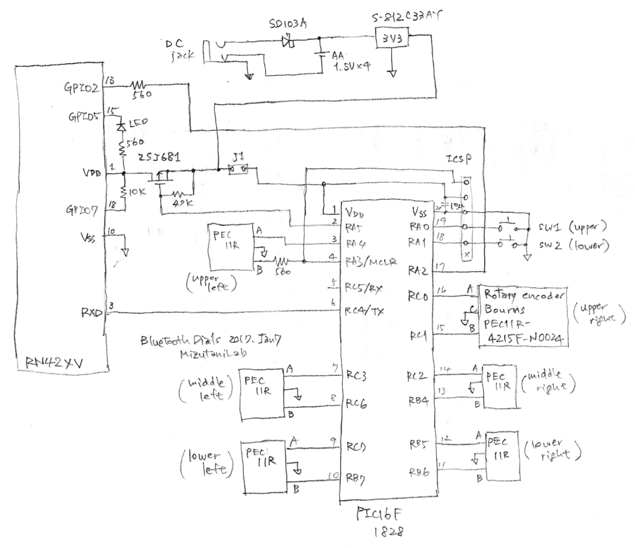 SD103A
S-812C33AY
DC
jack
3V3
AA
1.5V×4
GPIO2
13
560
GPIO5
15
LED
560
2SJ681
J1
ICSP
VDD
1
10K
GPIO7
18
VSS
10
RXD
3
RN42XV
PEC
11R
A
B
560
(upper
left)
1
VDD
2
RA5
3
RA4
4
RA3/MCLR
5
RC5/RX
6
RC4/TX
VSS
20
RA0
19
SW1 (upper)
RA1
18
SW2 (lower)
x
RA2
17
RC0
16
A
C
B
Rotary encoder
Bourns
PEC11R-
4215F-N0024
(upper
right)
RC1
15
Bluetooth Dials 2017.Jan7
MizutaniLab
(middle
left)
PEC
11R
A
B
7
RC3
8
RC6
RC2
14
A
RB4
13
B
PEC
11R
(middle
right)
(lower
left)
PEC
11R
A
B
9
10
RB7
RB5
12
A
RB6
11
B
PEC
11R
(lower
right)
PIC16F
1828